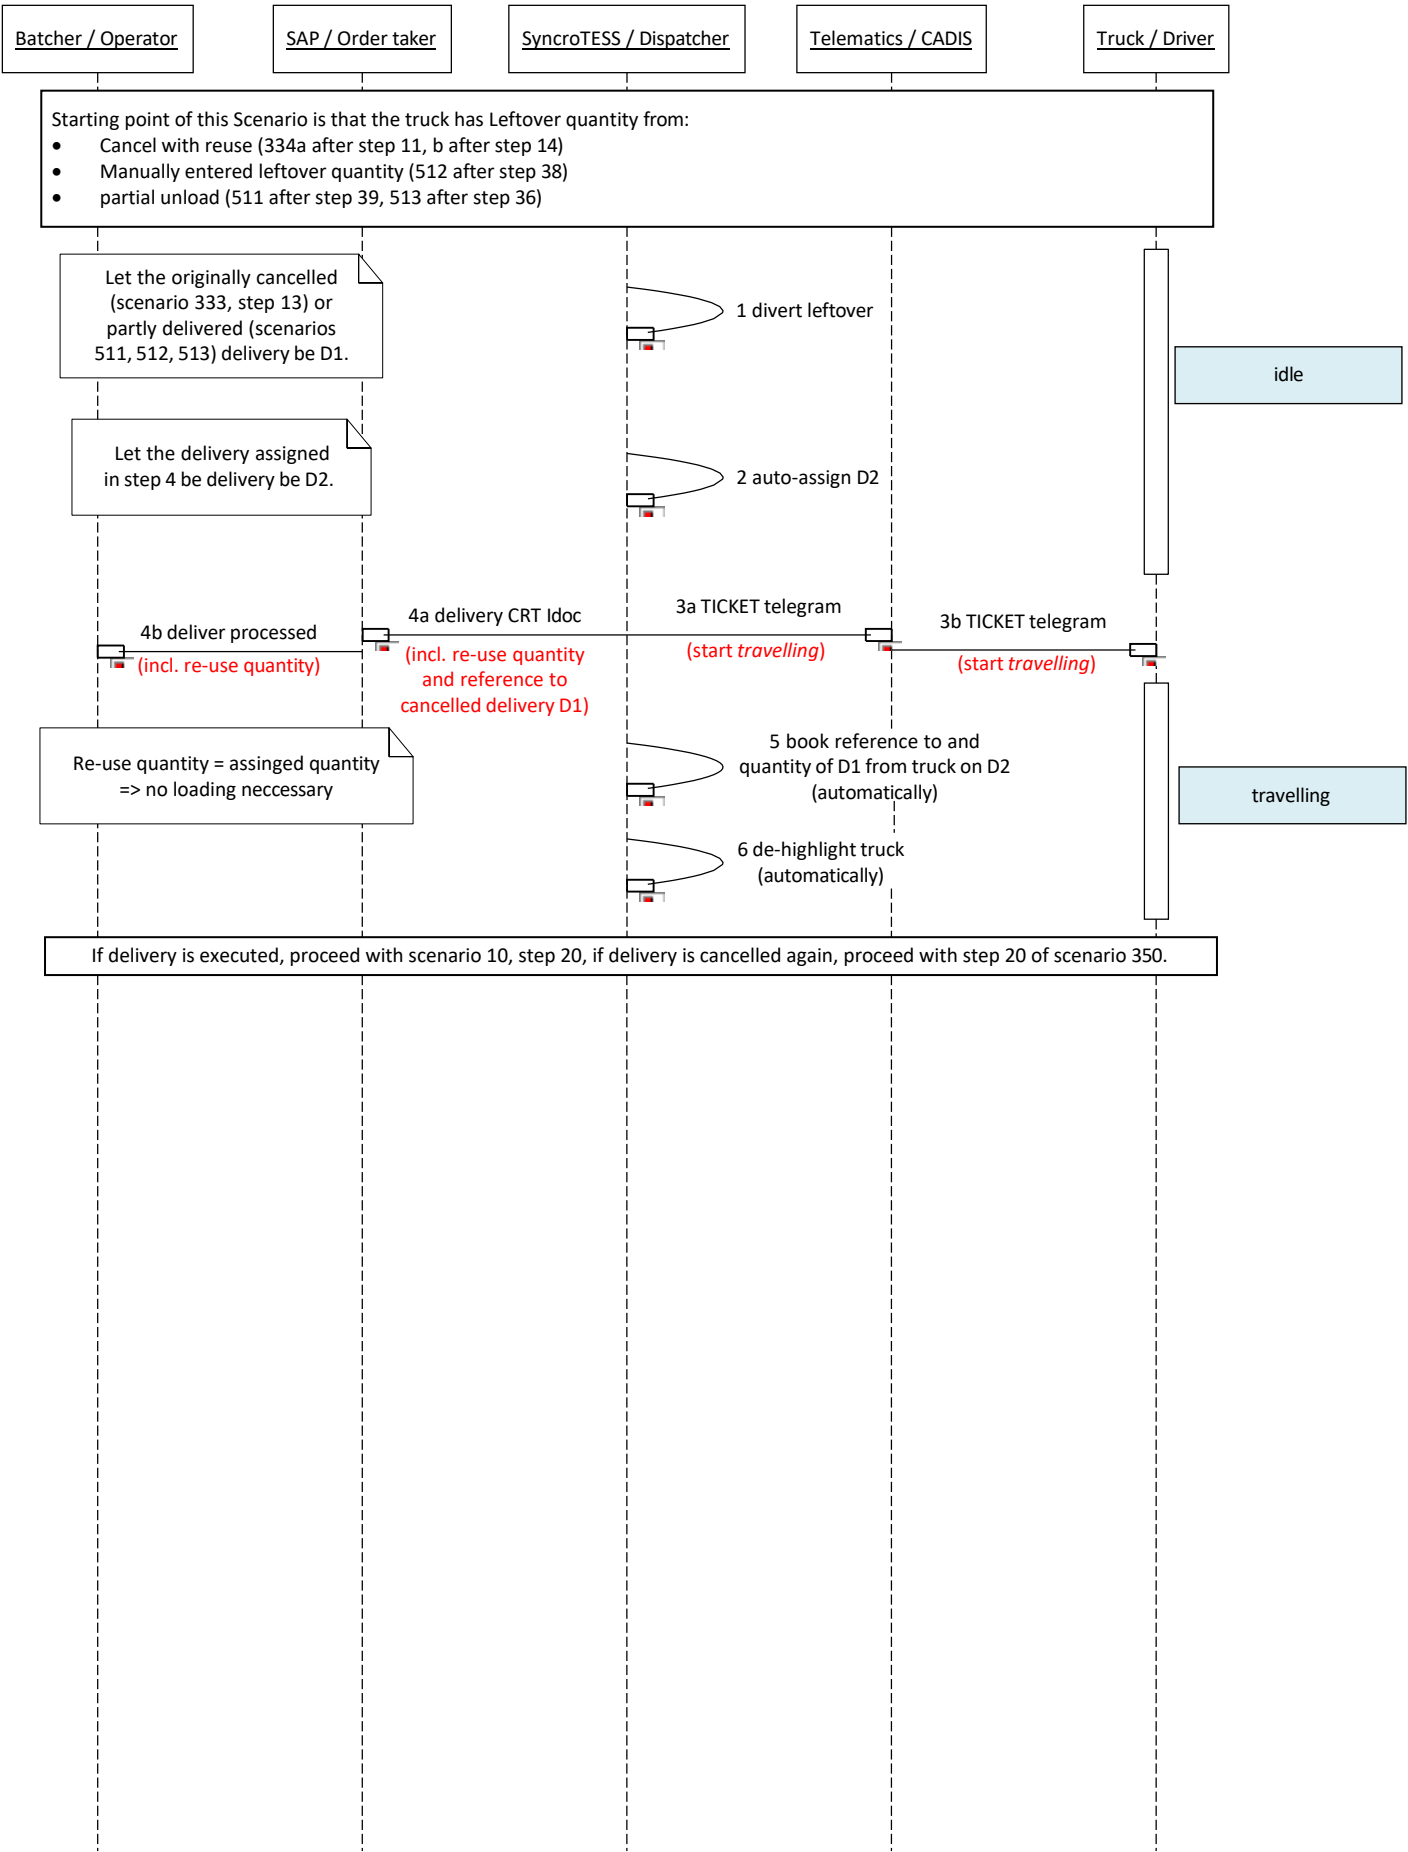 Batcher / Operator
SAP / Order taker
SyncroTESS / Dispatcher
Telematics / CADIS
Truck / Driver
Starting point of this Scenario is that the truck has Leftover quantity from:
• Cancel with reuse (334a after step 11, b after step 14)
• Manually entered leftover quantity (512 after step 38)
• partial unload (511 after step 39, 513 after step 36)
Let the originally cancelled
(scenario 333, step 13) or
partly delivered (scenarios
511, 512, 513) delivery be D1.
1 divert leftover
idle
Let the delivery assigned
in step 4 be delivery be D2.
2 auto-assign D2
4b deliver processed
(incl. re-use quantity)
4a delivery CRT Idoc
(incl. re-use quantity
and reference to
cancelled delivery D1)
3a TICKET telegram
(start travelling)
3b TICKET telegram
(start travelling)
Re-use quantity = assinged quantity
=> no loading neccessary
5 book reference to and
quantity of D1 from truck on D2
(automatically)
travelling
6 de-highlight truck
(automatically)
If delivery is executed, proceed with scenario 10, step 20, if delivery is cancelled again, proceed with step 20 of scenario 350.